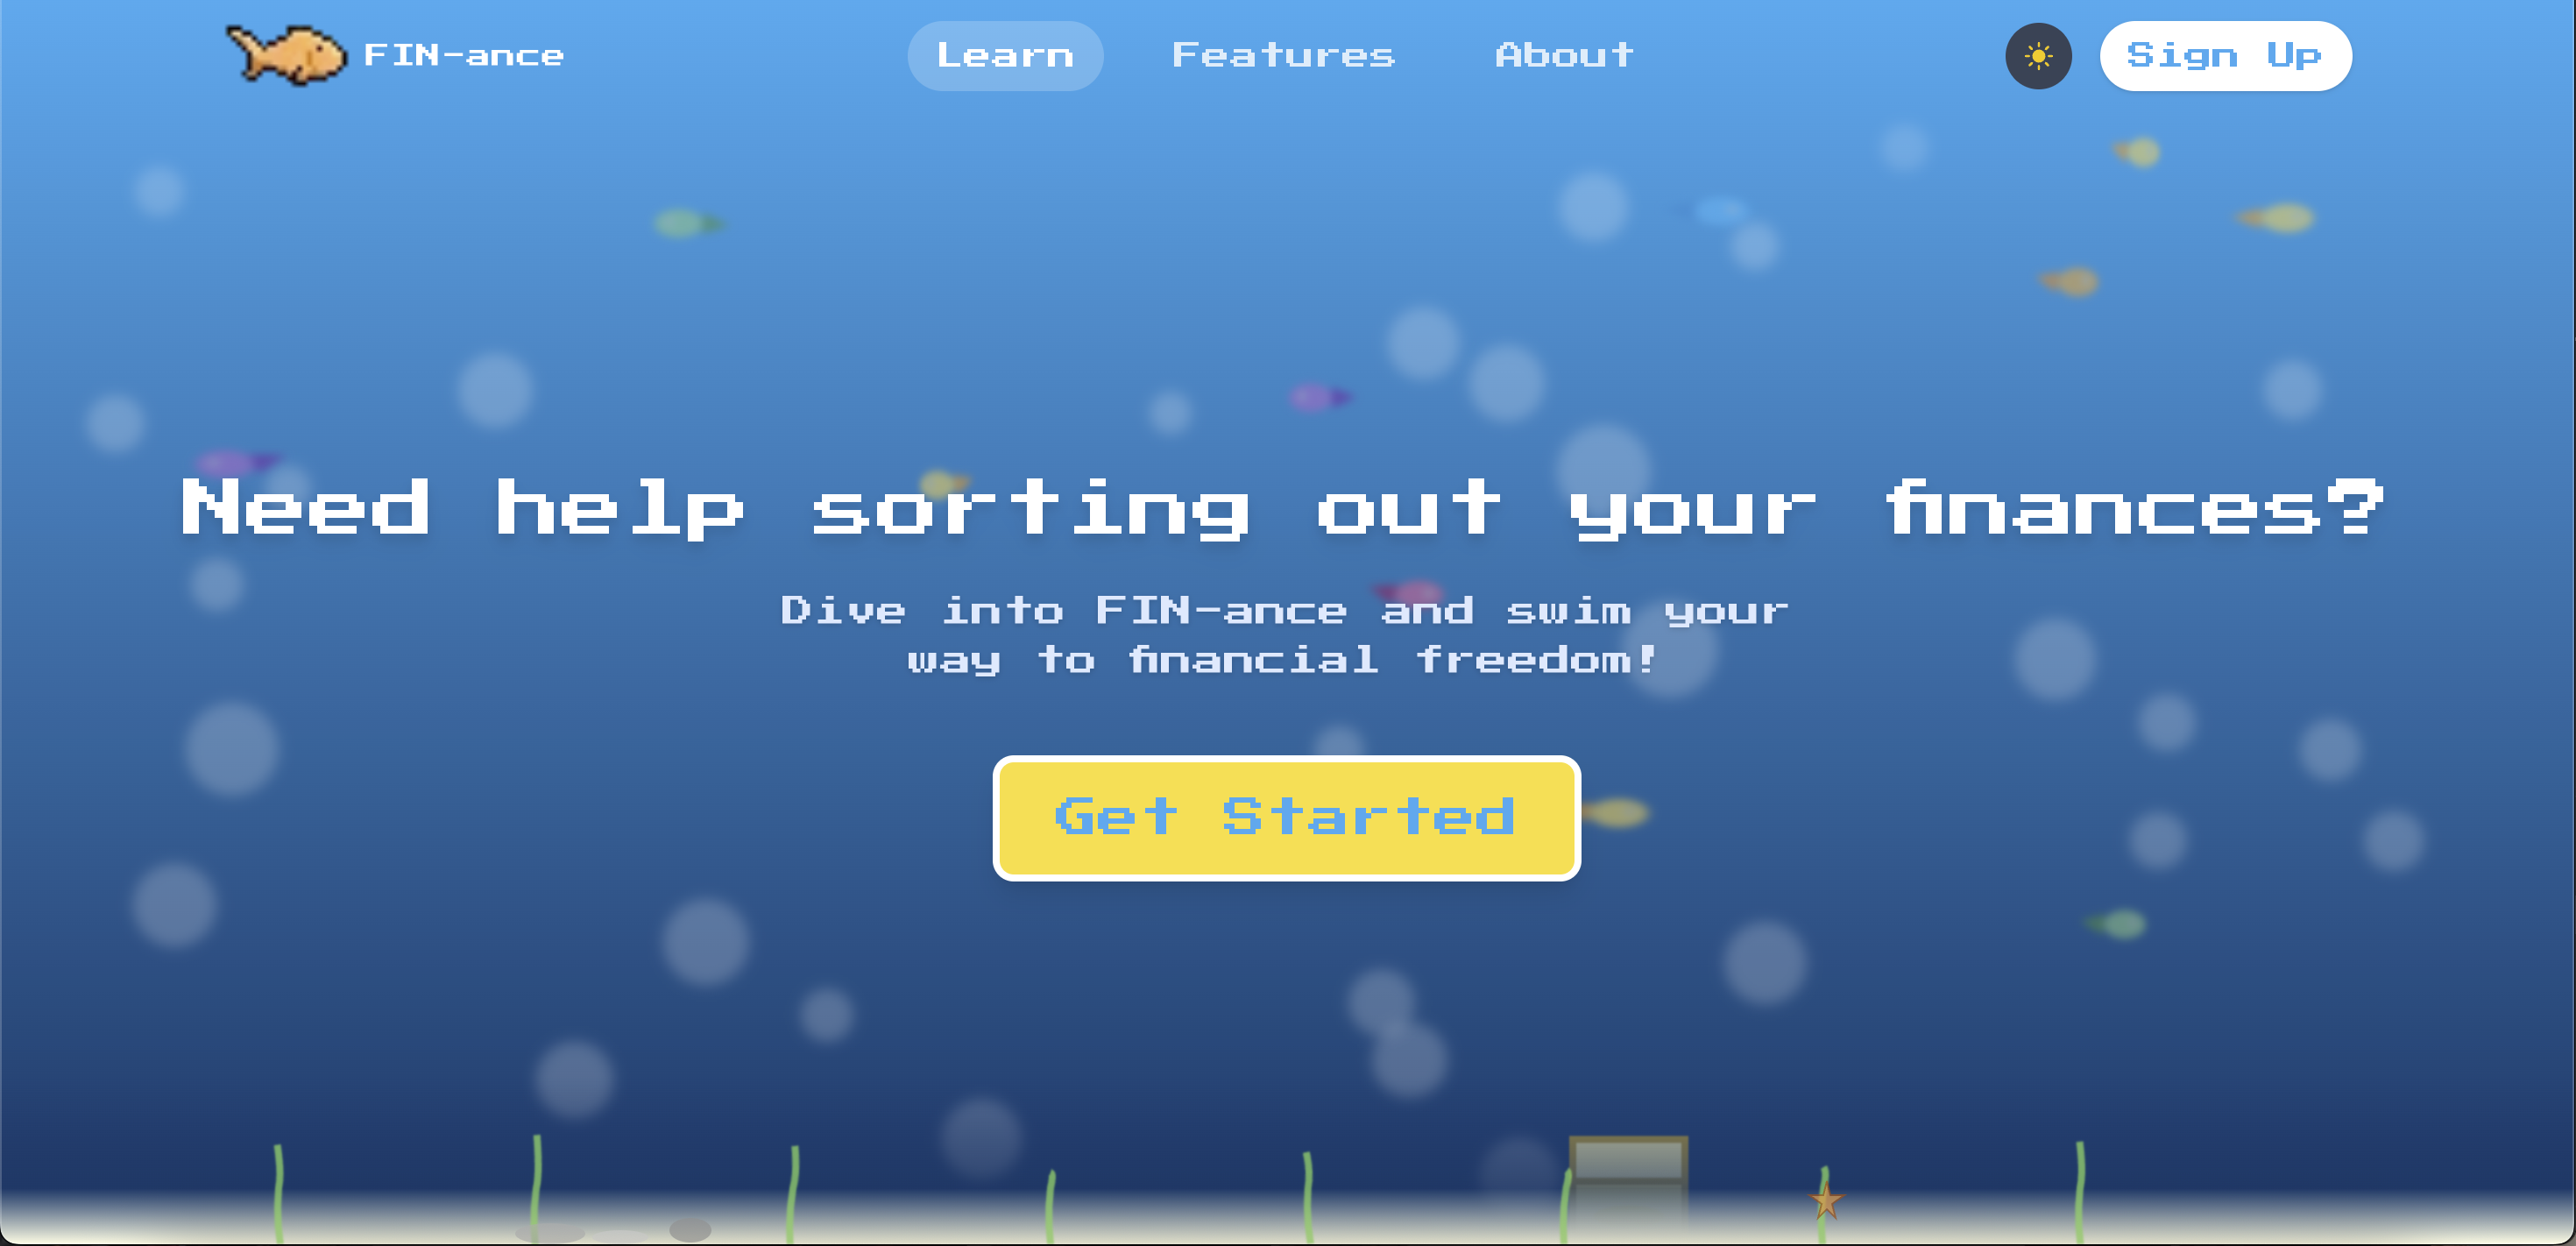 FIN-ance
Learn
Features
About
Sign Up
Need help sorting out your finances?
Dive into FIN-ance and swim your
way to financial freedom!
Get Started